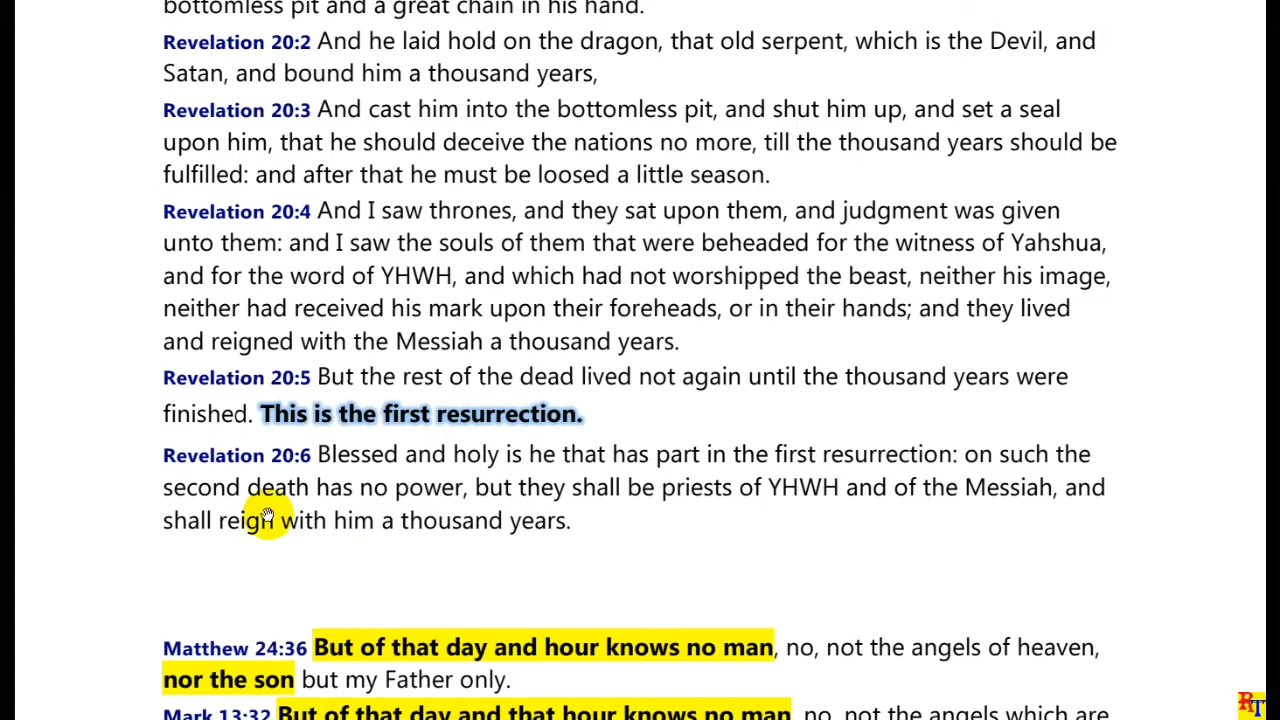 bottomless pit and a great chain in his hand.
Revelation 20:2 And he laid hold on the dragon, that old serpent, which is the Devil, and
Satan, and bound him a thousand years,
Revelation 20:3 And cast him into the bottomless pit, and shut him up, and set a seal
upon him, that he should deceive the nations no more, till the thousand years should be
fulfilled: and after that he must be loosed a little season.
Revelation 20:4 And I saw thrones, and they sat upon them, and judgment was given
unto them: and I saw the souls of them that were beheaded for the witness of Yahshua,
and for the word of YHWH, and which had not worshipped the beast, neither his image,
neither had received his mark upon their foreheads, or in their hands; and they lived
and reigned with the Messiah a thousand years.
Revelation 20:5 But the rest of the dead lived not again until the thousand years were
finished. This is the first resurrection.
Revelation 20:6 Blessed and holy is he that has part in the first resurrection: on such the
second death has no power, but they shall be priests of YHWH and of the Messiah, and
shall reign with him a thousand years.
Matthew 24:36 But of that day and hour knows no man, no, not the angels of heaven,
nor the son but my Father only.
Mark 13:32 But of that day and that hour knows no man, no, not the angels which are
RT